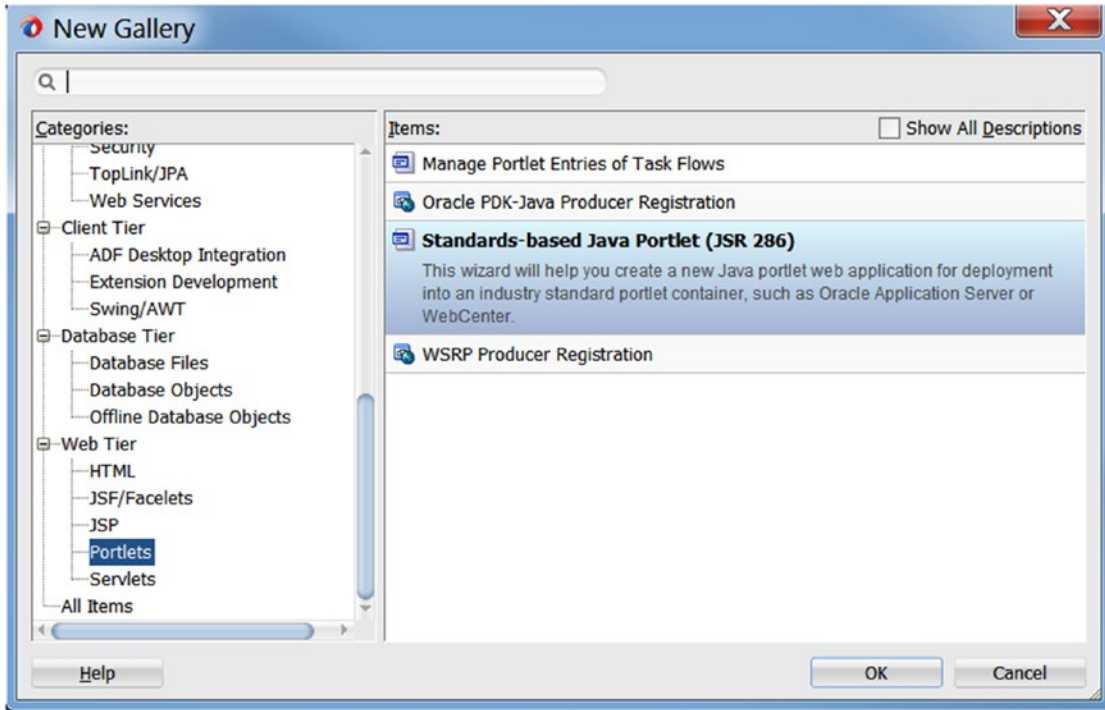 New Gallery
Categories:
Security
TopLink/JPA
Web Services
Client Tier
ADF Desktop Integration
Extension Development
Swing/AWT
Database Tier
Database Files
Database Objects
Offline Database Objects
Web Tier
HTML
JSF/Facelets
JSP
Portlets
Servlets
All Items
Items:
Show All Descriptions
Manage Portlet Entries of Task Flows
Oracle PDK-Java Producer Registration
Standards-based Java Portlet (JSR 286)
This wizard will help you create a new Java portlet web application for deployment
into an industry standard portlet container, such as Oracle Application Server or
WebCenter.
WSRP Producer Registration
Help
OK
Cancel